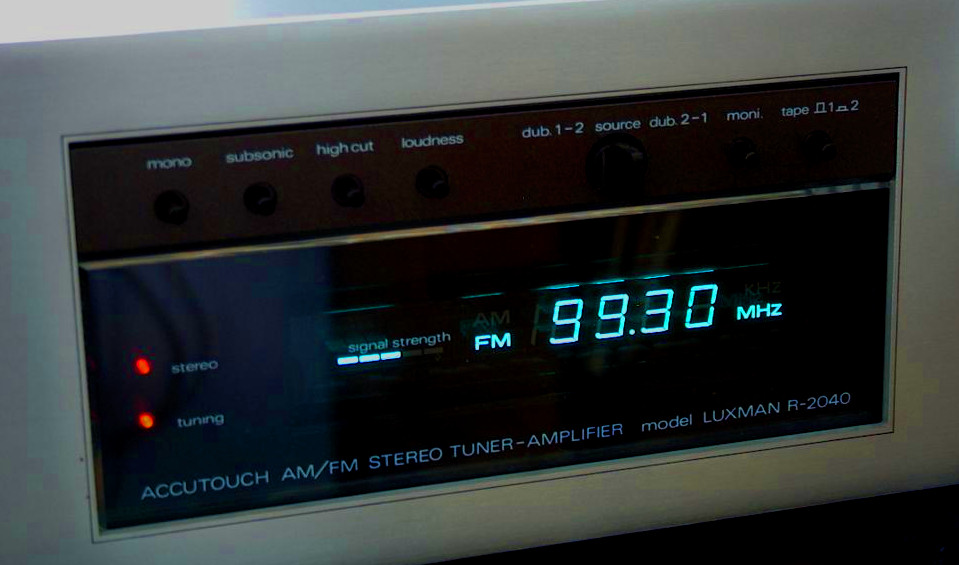 mono subsonic high cut loudness dub. 1-2 source dub. 2-1 moni. tape 1 2
KHz
AM
99.30 MHz
signal strength FM
stereo
tuning
ACCUTOUCH AM/FM STEREO TUNER-AMPLIFIER model LUXMAN R-2040